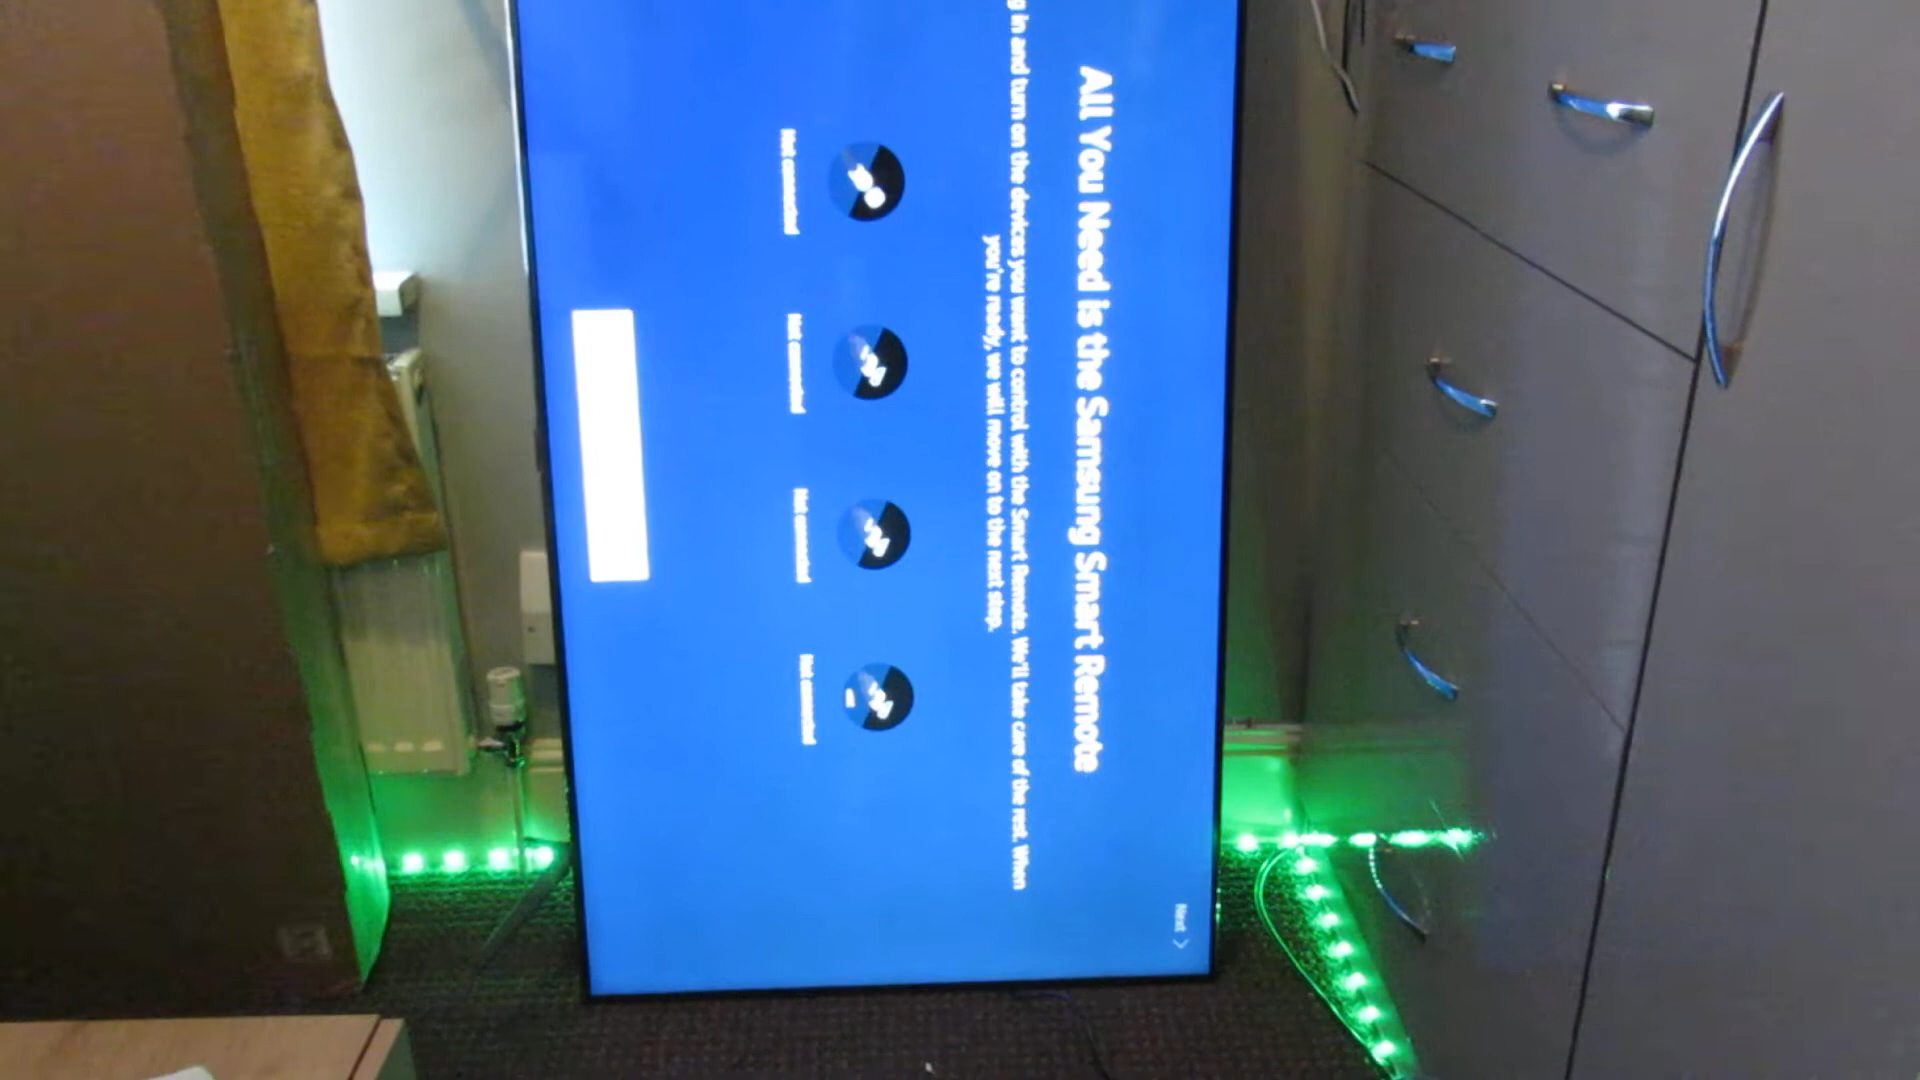 All You Need is the Samsung Smart Remote
g in and turn on the devices you want to control with the Smart Remote. We'll take care of the rest. When
you're ready, we will move on to the next step.
Not connected
Not connected
Not connected
Not connected
Next